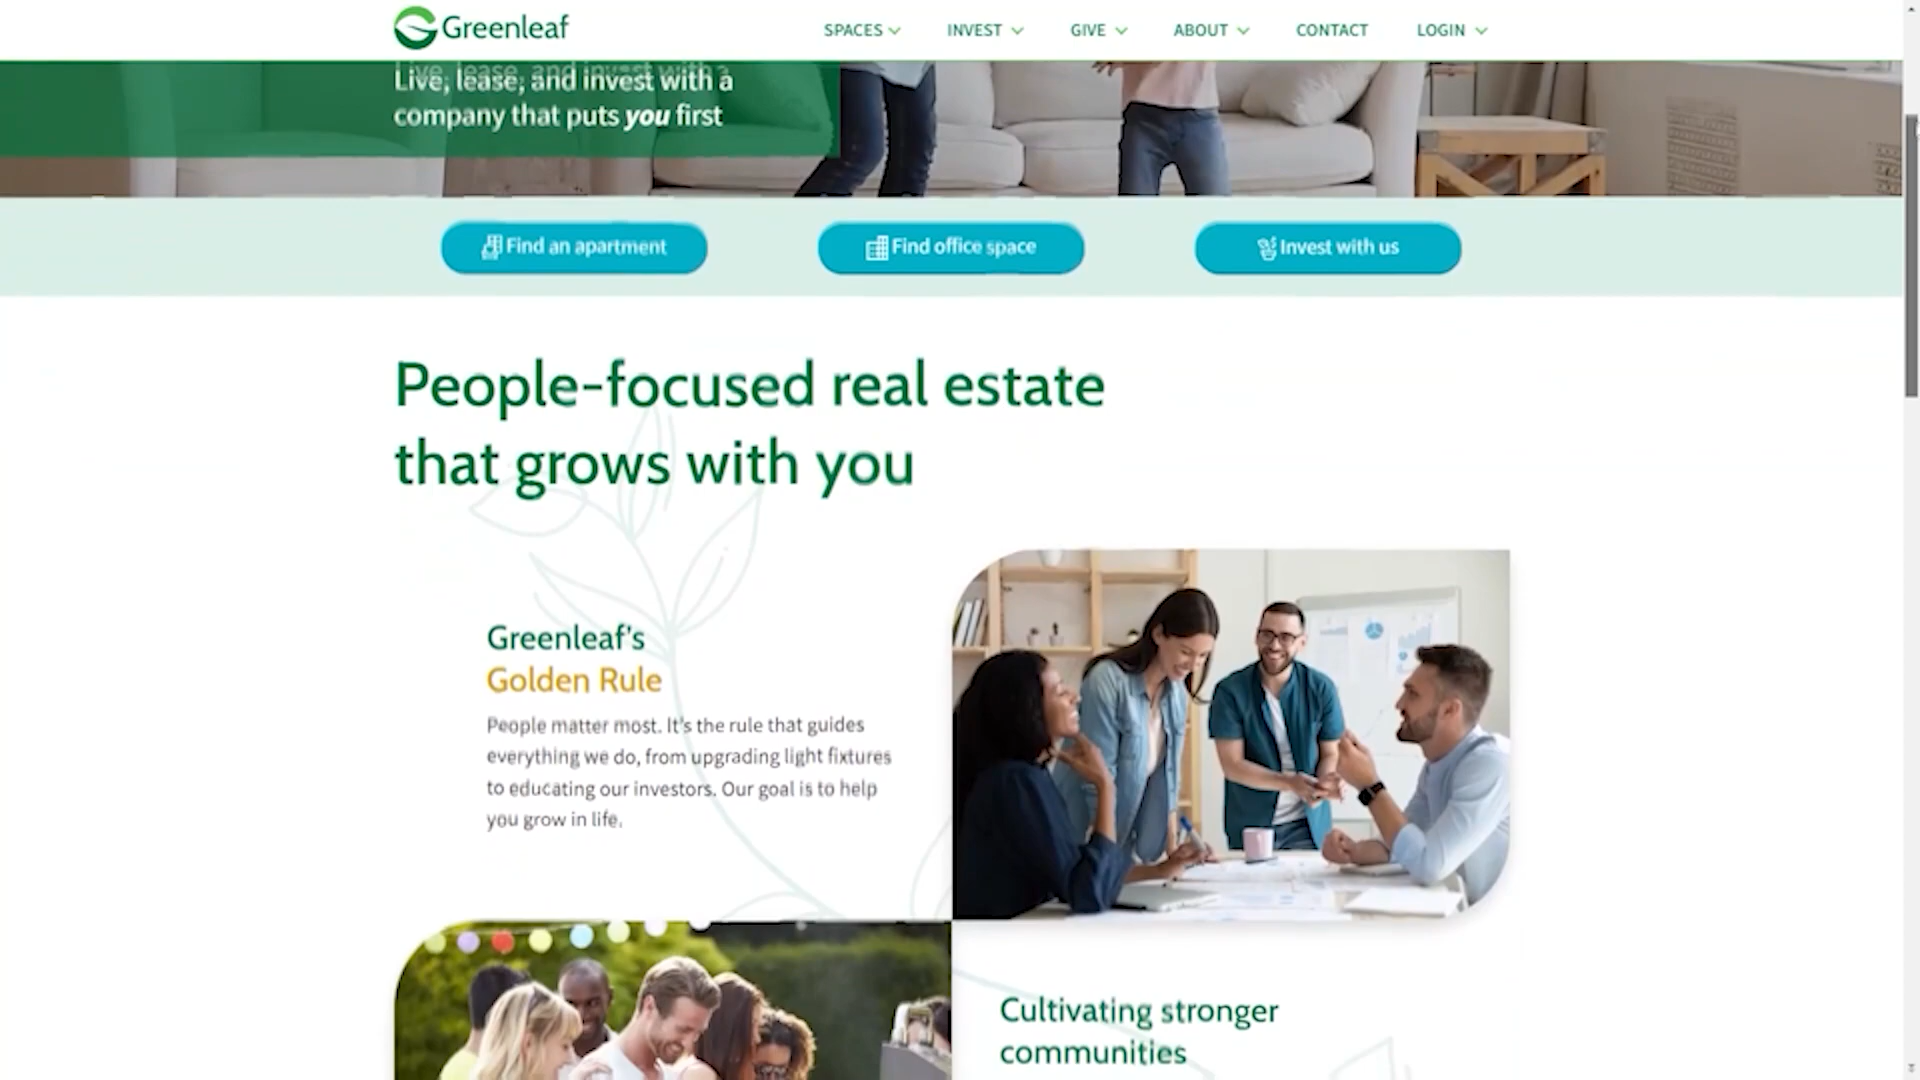 Greenleaf
SPACES
INVEST
GIVE
ABOUT
CONTACT
LOGIN
Live, lease, and invest with a
company that puts you first
Find an apartment
Find office space
Invest with us
People-focused real estate
that grows with you
Greenleaf's
Golden Rule
People matter most. It's the rule that guides
everything we do, from upgrading light fixtures
to educating our investors. Our goal is to help
you grow in life.
Cultivating stronger
communities